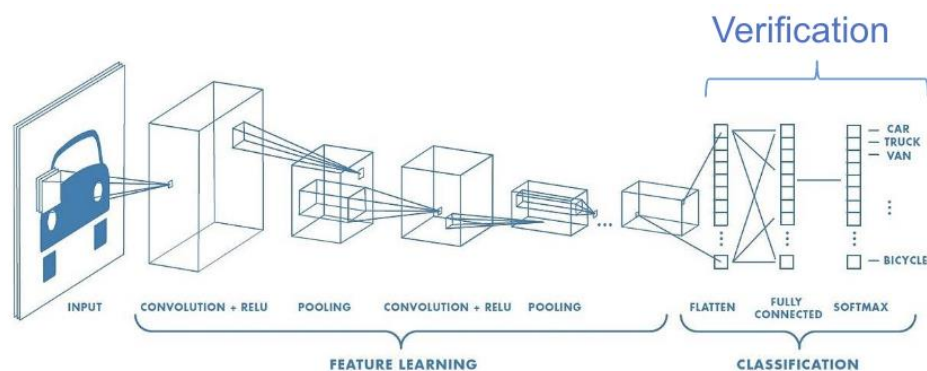 Verification
CAR
TRUCK
VAN
BICYCLE
INPUT
CONVOLUTION + RELU
POOLING
CONVOLUTION + RELU
POOLING
FLATTEN
FULLY
CONNECTED
SOFTMAX
FEATURE LEARNING
CLASSIFICATION